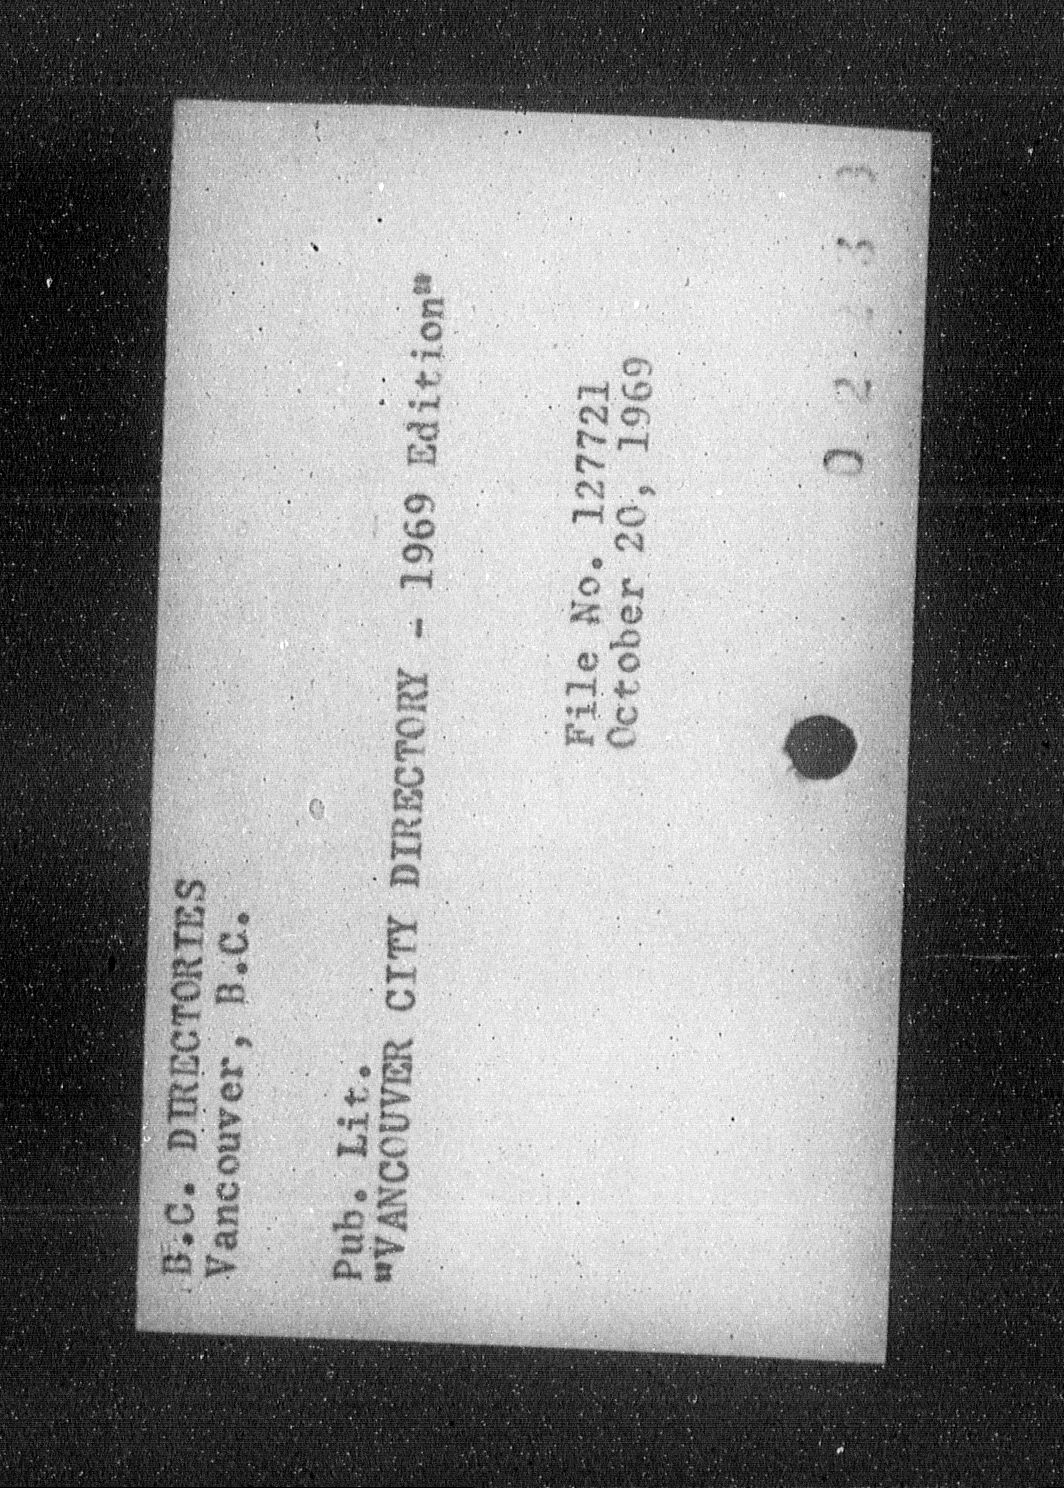 B.C. DIRECTORIES
Vancouver, B.C.
Pub. Lit.
"VANCOUVER CITY DIRECTORY - 1969 Edition"
File No. 127721
October 20, 1969